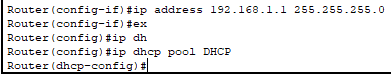 Router(config-if)#ip address 192.168.1.1 255.255.255.0
Router(config-if)#ex
Router(config)#ip dh
Router(config)#ip dhcp pool DHCP
Router(dhcp-config)#